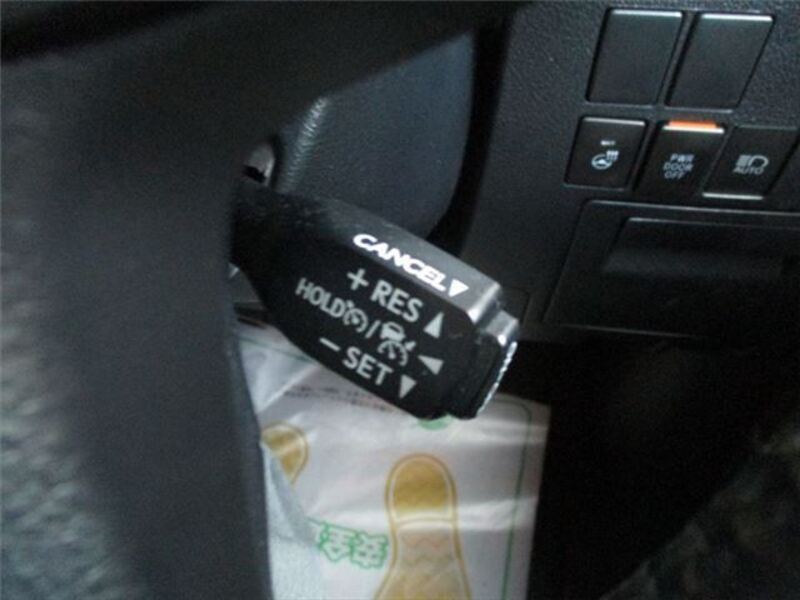 CANCEL▼
+ RES ▲
HOLD /
− SET ▼
PWR
DOOR
OFF
AUTO